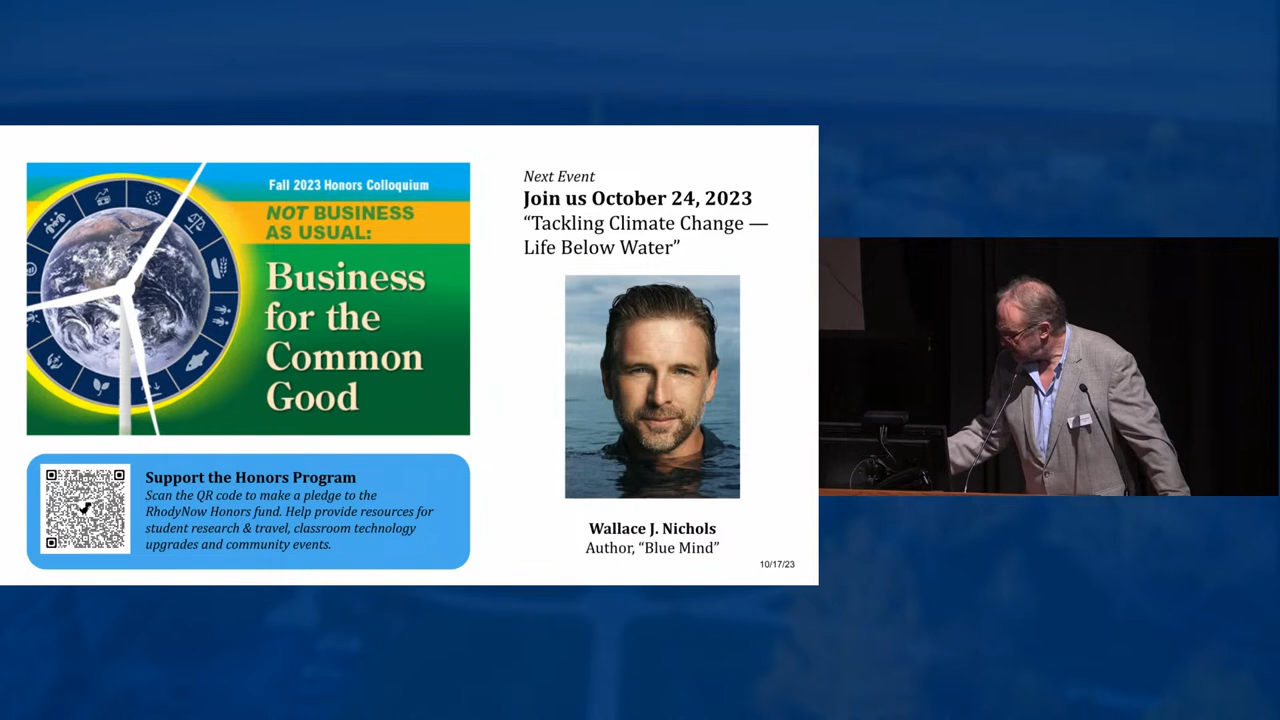 Fall 2023 Honors Colloquium
NOT BUSINESS
AS USUAL:
Business
for the
Common
Good
Support the Honors Program
Scan the QR code to make a pledge to the
RhodyNow Honors fund. Help provide resources for
student research & travel, classroom technology
upgrades and community events.
Next Event
Join us October 24, 2023
“Tackling Climate Change —
Life Below Water”
Wallace J. Nichols
Author, “Blue Mind”
10/17/23